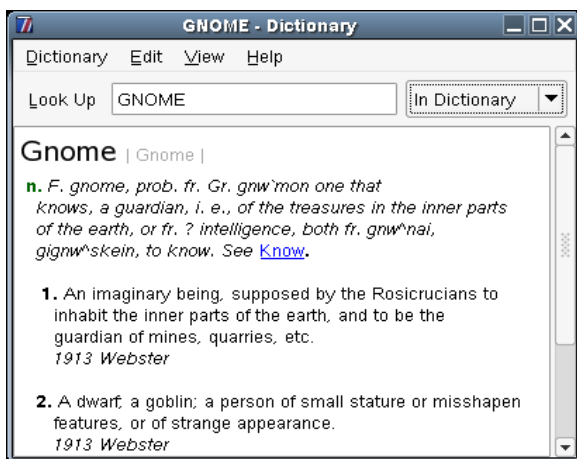 GNOME - Dictionary
Dictionary Edit View Help
Look Up GNOME In Dictionary
Gnome | Gnome |
n. F. gnome, prob. fr. Gr. gnw`mon one that
knows, a guardian, i. e., of the treasures in the inner parts
of the earth, or fr. ? intelligence, both fr. gnw^nai,
gignw^skein, to know. See Know.
1. An imaginary being, supposed by the Rosicrucians to
inhabit the inner parts of the earth, and to be the
guardian of mines, quarries, etc.
1913 Webster
2. A dwarf; a goblin; a person of small stature or misshapen
features, or of strange appearance.
1913 Webster